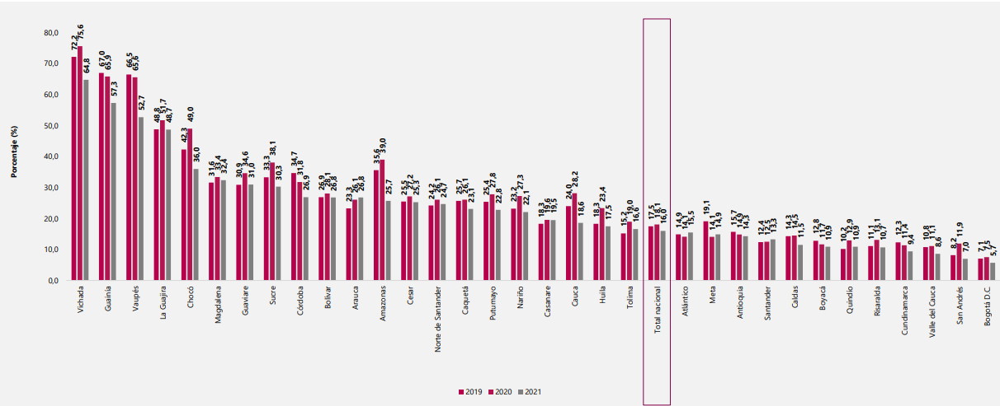 Porcentaje (%)
80,0
70,0
60,0
50,0
40,0
30,0
20,0
10,0
0,0
72,2 75,6 64,8
67,0 65,9 57,3
66,5 65,6 52,7
48,8 51,7 48,7
42,3 49,0 36,0
31,6 33,4 32,4
30,9 34,6 31,0
33,3 38,1 30,3
34,7 31,8 26,9
26,9 28,1 26,8
23,3 26,1 26,8
35,6 39,0 25,7
25,5 27,2 25,3
24,2 26,1 24,7
25,7 26,1 23,1
25,4 27,8 22,8
23,2 27,3 22,1
18,3 19,6 19,5
24,0 28,2 18,6
18,3 23,4 17,5
15,2 19,0 16,6
17,5 18,1 16,0
14,9 14,1 15,5
19,1 14,1 14,9
15,7 14,9 14,3
12,4 12,5 13,3
14,3 14,5 11,5
12,8 11,7 10,9
10,2 12,9 10,9
11,1 13,1 10,7
12,3 11,4 9,4
10,8 11,1 8,6
8,2 11,9 7,0
7,1 7,5 5,7
Vichada
Guainía
Vaupés
La Guajira
Chocó
Magdalena
Guaviare
Sucre
Córdoba
Bolívar
Arauca
Amazonas
Cesar
Norte de Santander
Caquetá
Putumayo
Nariño
Casanare
Cauca
Huila
Tolima
Total nacional
Atlántico
Meta
Antioquia
Santander
Caldas
Boyacá
Quindío
Risaralda
Cundinamarca
Valle del Cauca
San Andrés
Bogotá D.C.
2019 2020 2021